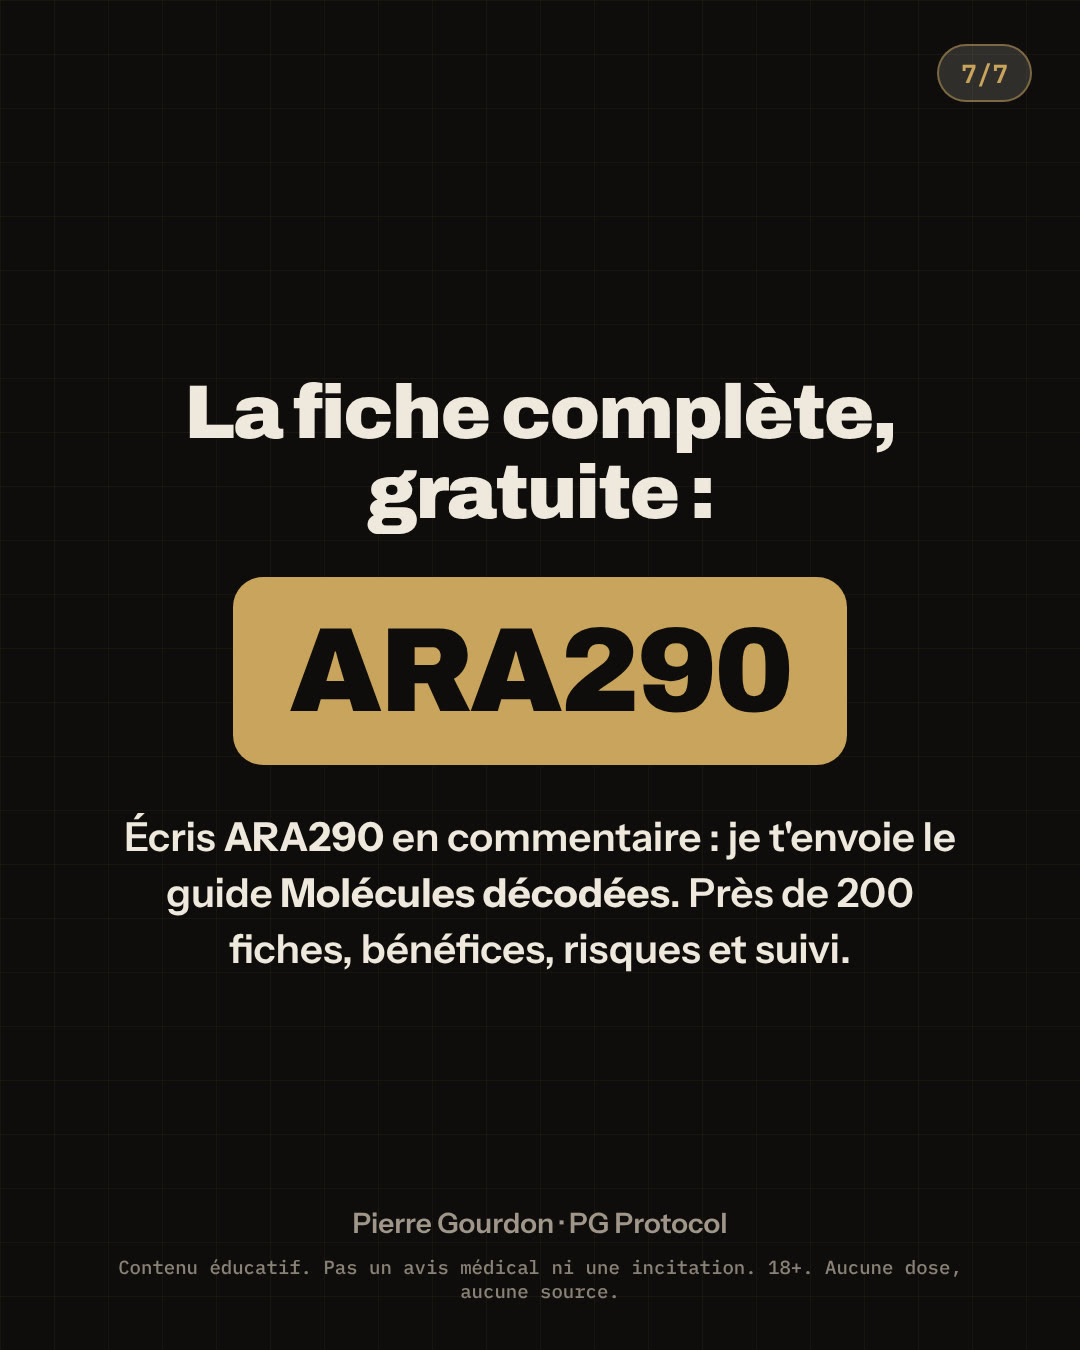 7/7
La fiche complète,
gratuite :
ARA290
Écris ARA290 en commentaire : je t'envoie le
guide Molécules décodées. Près de 200
fiches, bénéfices, risques et suivi.
Pierre Gourdon · PG Protocol
Contenu éducatif. Pas un avis médical ni une incitation. 18+. Aucune dose,
aucune source.